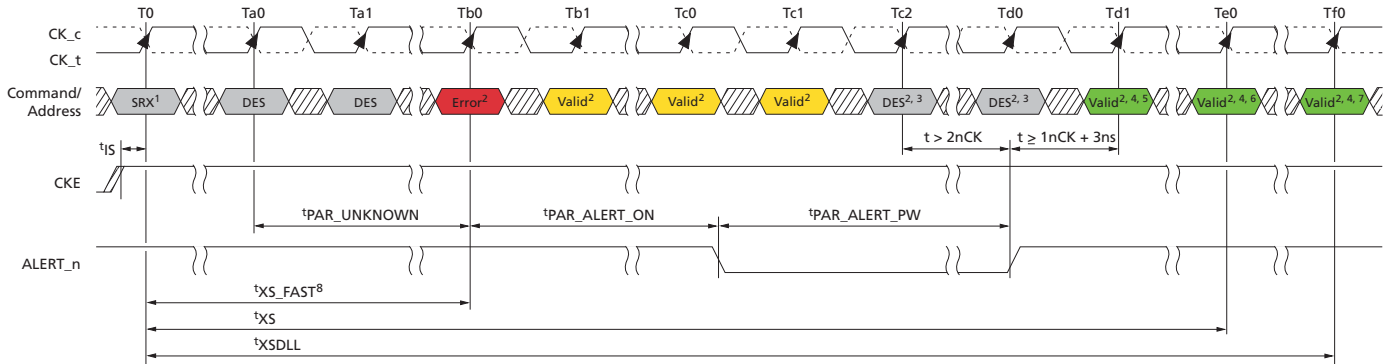 T0 Ta0 Ta1 Tb0 Tb1 Tc0 Tc1 Tc2 Td0 Td1 Te0 Tf0
CK_c
CK_t
Command/
Address
SRX1 DES DES Error2 Valid2 Valid2 Valid2 DES2, 3 DES2, 3 Valid2, 4, 5 Valid2, 4, 6 Valid2, 4, 7
t > 2nCK t ≥ 1nCK + 3ns
tIS
CKE
tPAR_UNKNOWN tPAR_ALERT_ON tPAR_ALERT_PW
ALERT_n
tXS_FAST8
tXS
tXSDLL